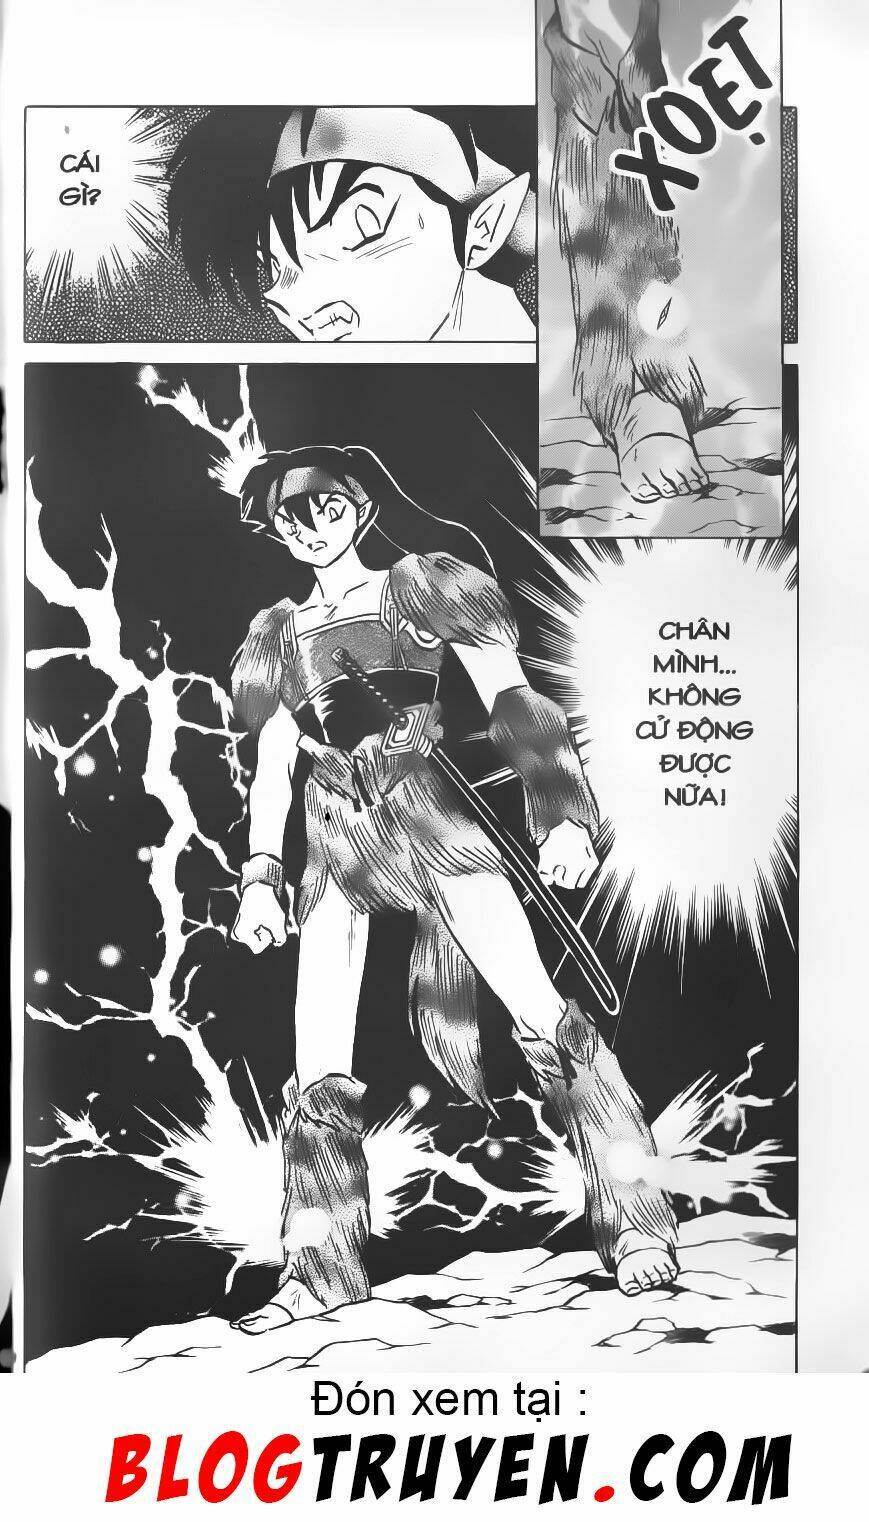 XOẸT
CÁI
GÌ?
CHÂN
MÌNH...
KHÔNG
CỬ ĐỘNG
ĐƯỢC
NỮA!
Đón xem tại :
BLOGTRUYEN.COM